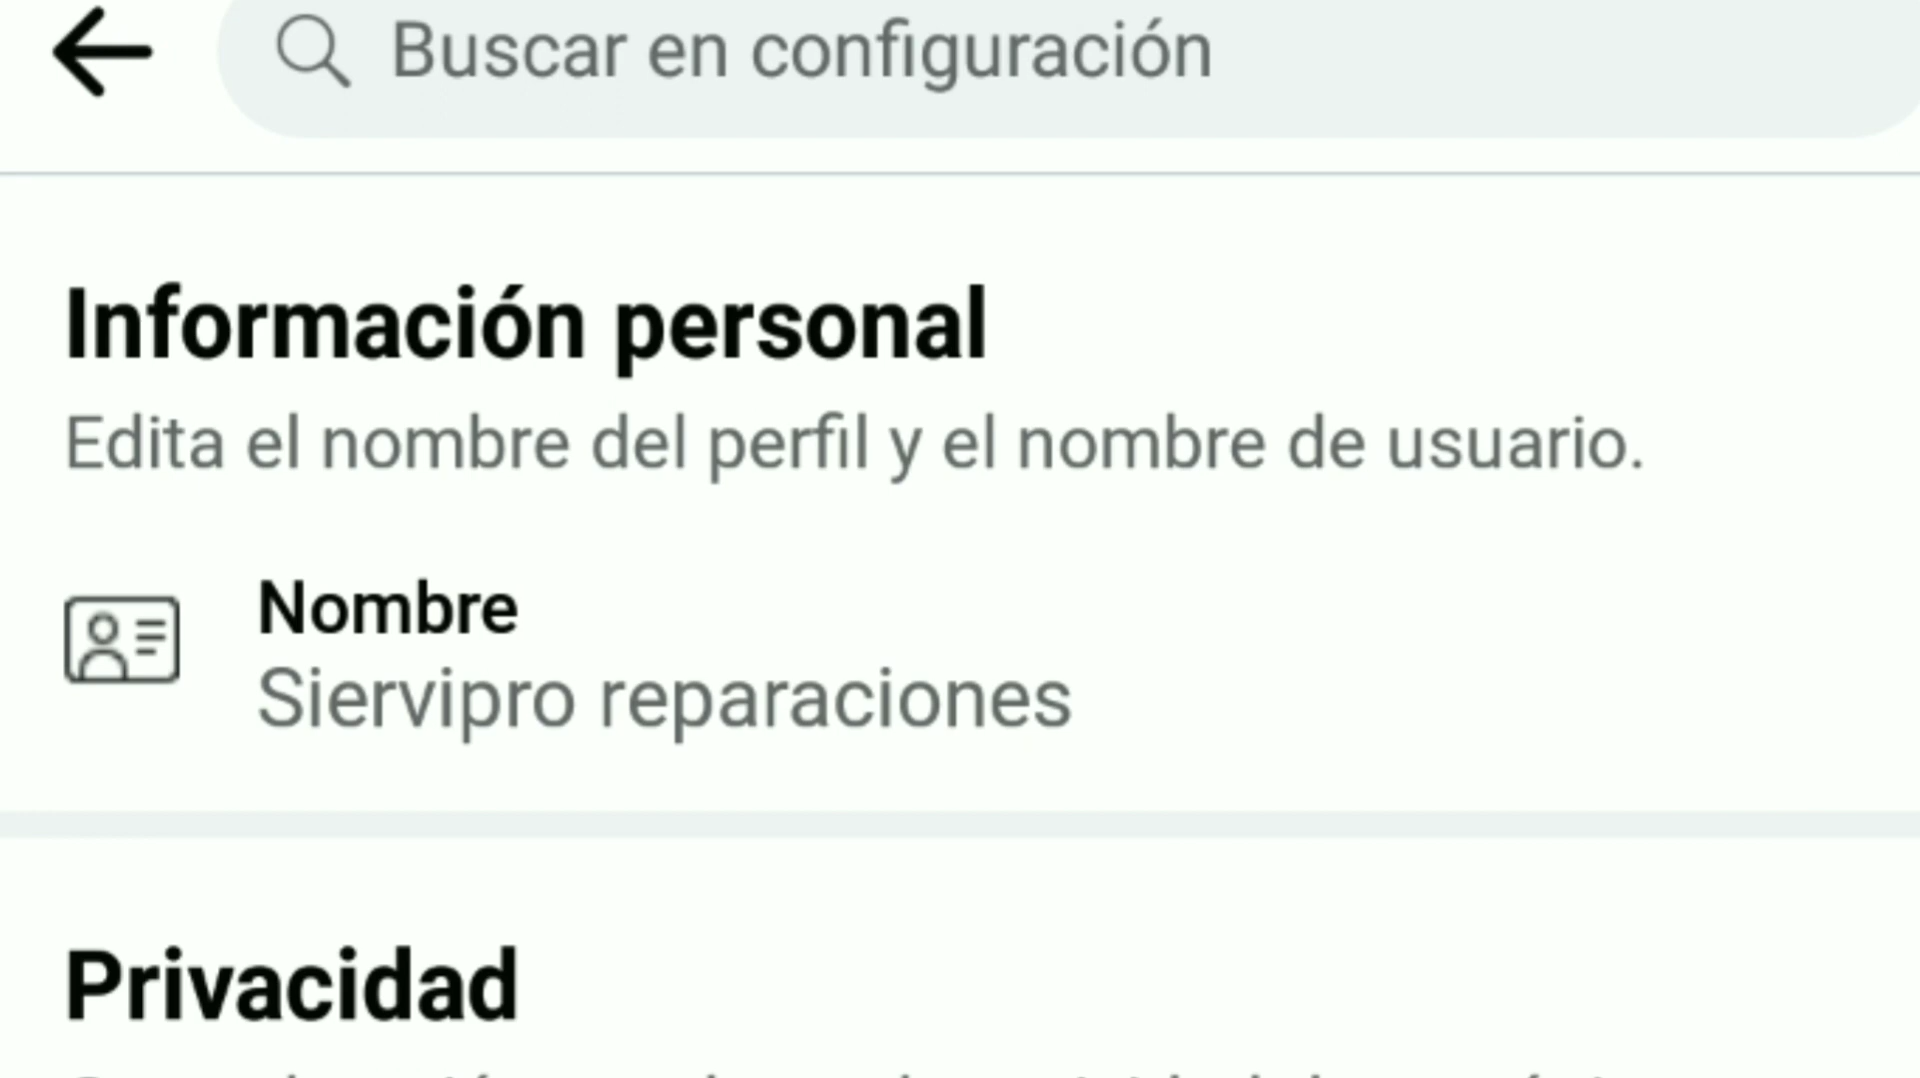 Buscar en configuración
Información personal
Edita el nombre del perfil y el nombre de usuario.
Nombre
Siervipro reparaciones
Privacidad